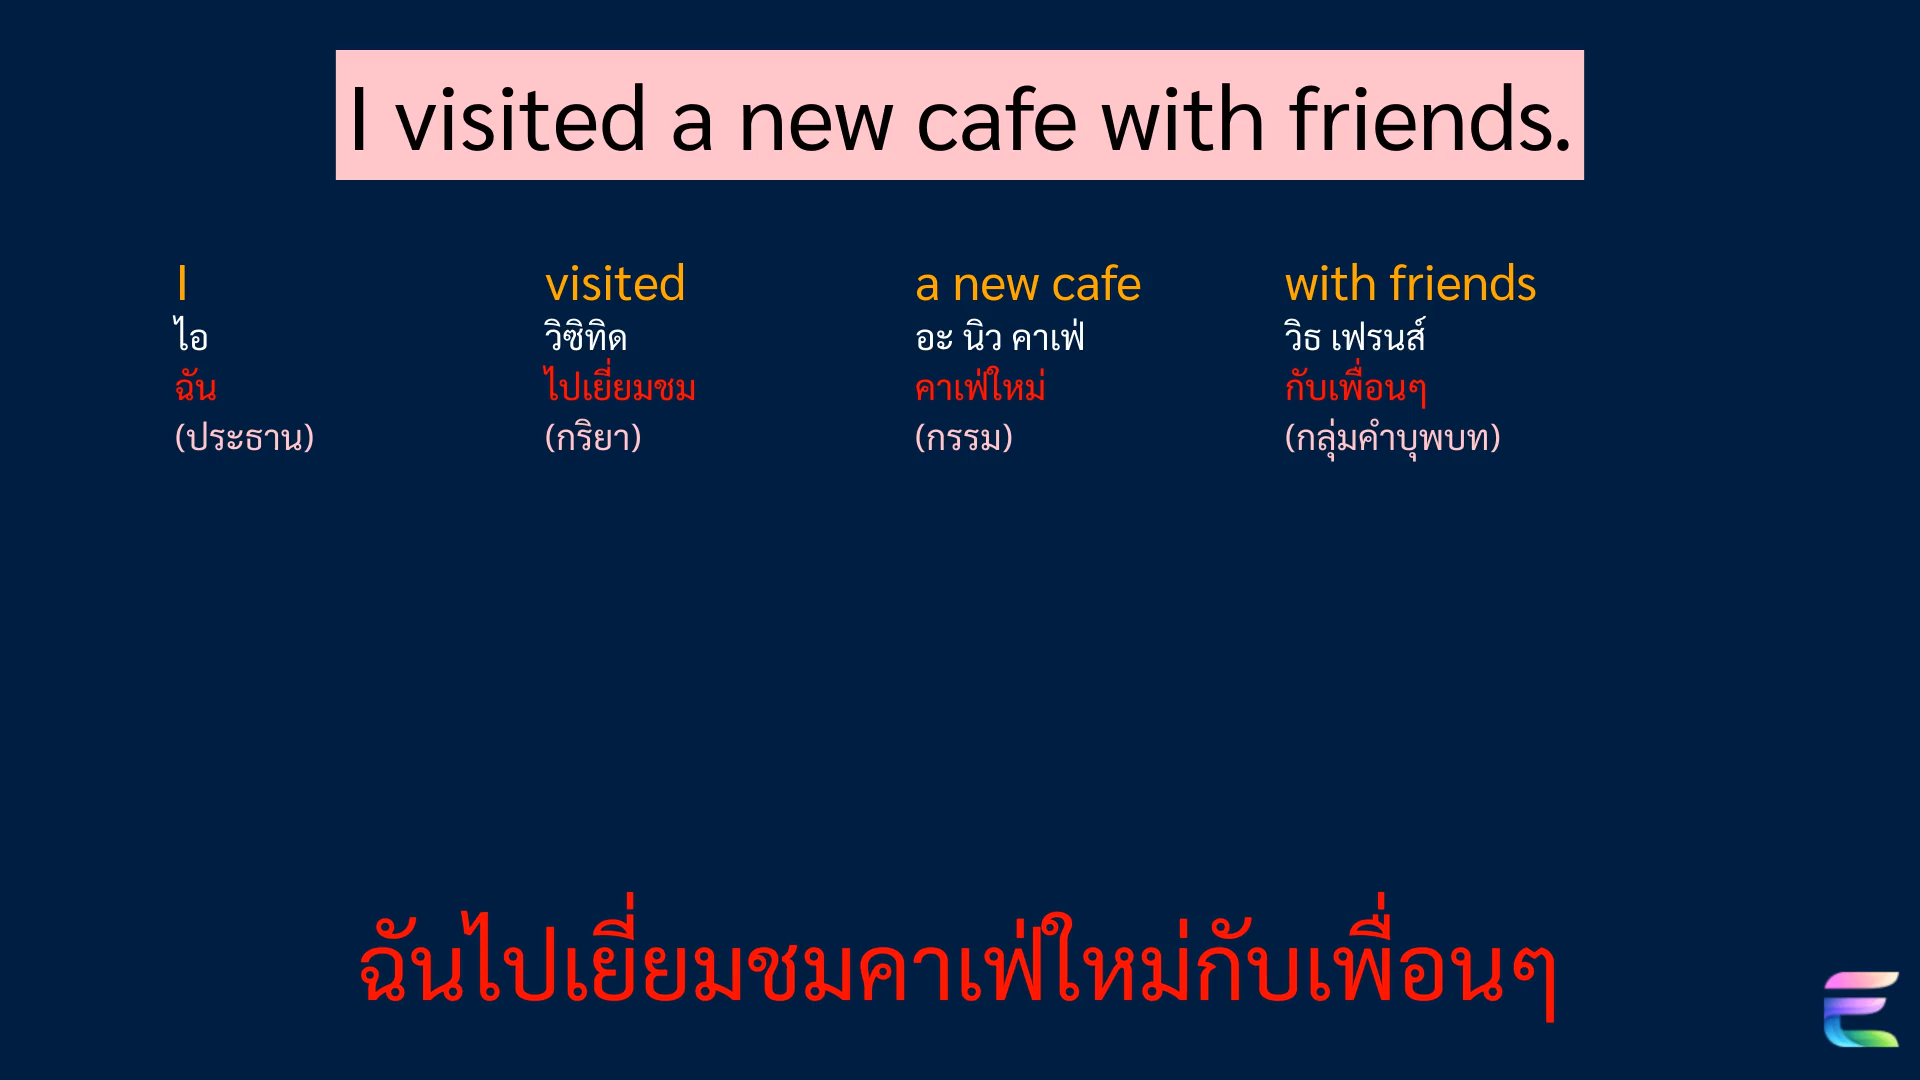 I visited a new cafe with friends.
I
ไอ
ฉัน
(ประธาน)
visited
วิซิทิด
ไปเยี่ยมชม
(กริยา)
a new cafe
อะ นิว คาเฟ่
คาเฟ่ใหม่
(กรรม)
with friends
วิธ เฟรนส์
กับเพื่อนๆ
(กลุ่มคำบุพบท)
ฉันไปเยี่ยมชมคาเฟ่ใหม่กับเพื่อนๆ